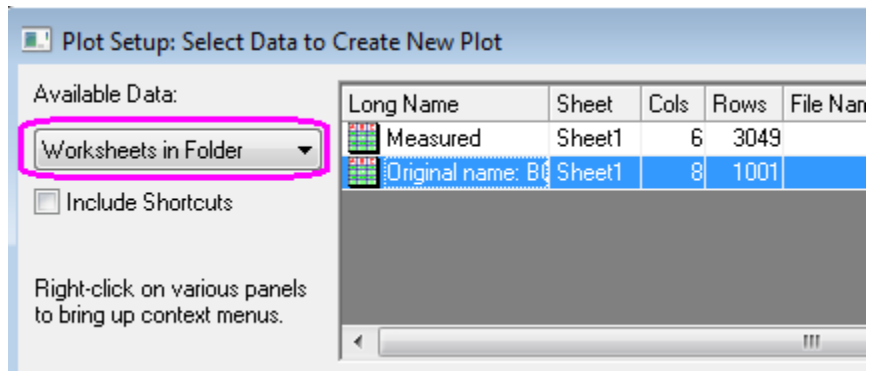 Plot Setup: Select Data to Create New Plot
Available Data:
Worksheets in Folder
Include Shortcuts
Right-click on various panels
to bring up context menus.
Long Name Sheet Cols Rows File Nam
Measured Sheet1 6 3049
Original name: Sheet1 8 1001